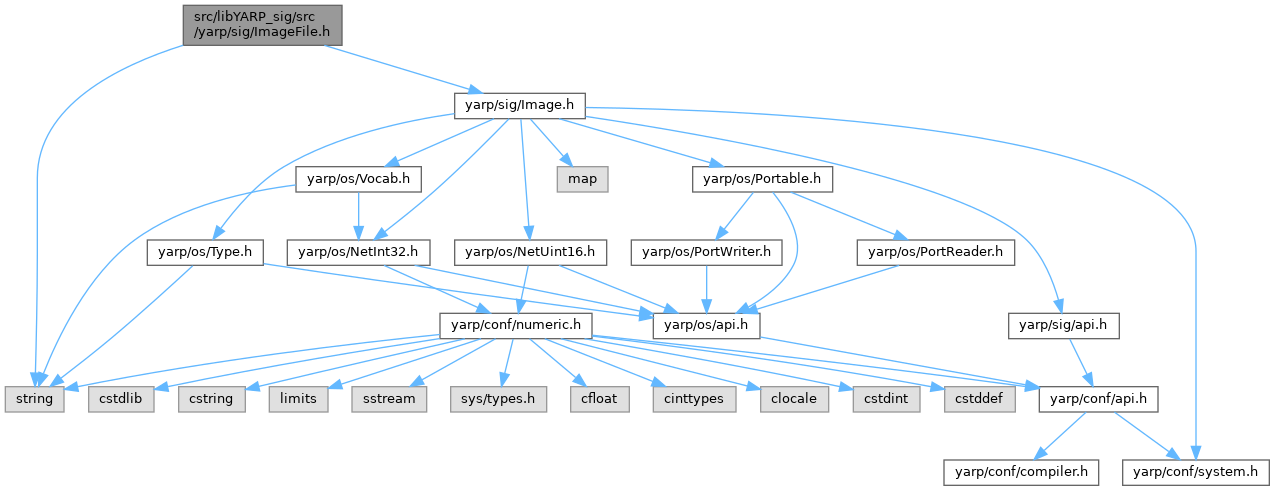 src/libYARP_sig/src
/yarp/sig/ImageFile.h
yarp/sig/Image.h
yarp/os/Vocab.h
map
yarp/os/Portable.h
yarp/os/Type.h
yarp/os/NetInt32.h
yarp/os/NetUint16.h
yarp/os/PortWriter.h
yarp/os/PortReader.h
yarp/conf/numeric.h
yarp/os/api.h
yarp/sig/api.h
string
cstdlib
cstring
limits
sstream
sys/types.h
cfloat
cinttypes
clocale
cstdint
cstddef
yarp/conf/api.h
yarp/conf/compiler.h
yarp/conf/system.h